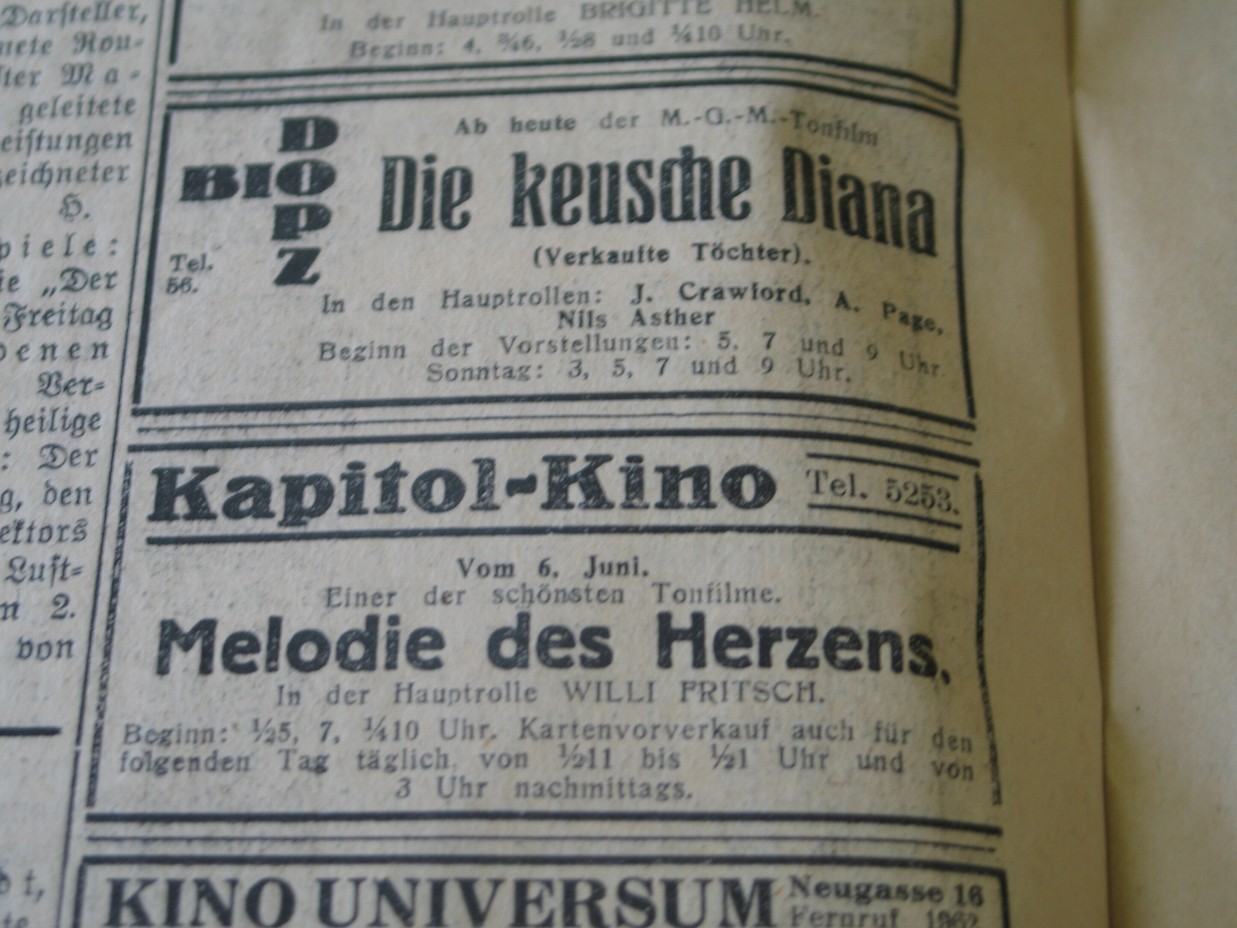 Darsteller,
geleitete
zeichneter
H.
piele:
„Der
Freitag
Ver-
heilige
: Der
g, den
Luft-
n 2.
von
In der Hauptrolle BRIGITTE HELM.
Beginn: 4, ¾6, ½8 und ¼10 Uhr.
DOPZ
BIO
Tel.
56.
Ab heute der M.-G.-M.-Tonfilm
Die keusche Diana
(Verkaufte Töchter).
In den Hauptrollen: J. Crawford, A. Page,
Nils Asther
Beginn der Vorstellungen: 5, 7 und 9 Uhr.
Sonntag: 3, 5, 7 und 9 Uhr.
Kapitol-Kino Tel. 5253.
Vom 6. Juni.
Einer der schönsten Tonfilme.
Melodie des Herzens.
In der Hauptrolle WILLI FRITSCH.
Beginn: ½5, 7, ¼10 Uhr. Kartenvorverkauf auch für den
folgenden Tag täglich von ½11 bis ½1 Uhr und von
3 Uhr nachmittags.
KINO UNIVERSUM Neugasse 16
Fernruf 1962